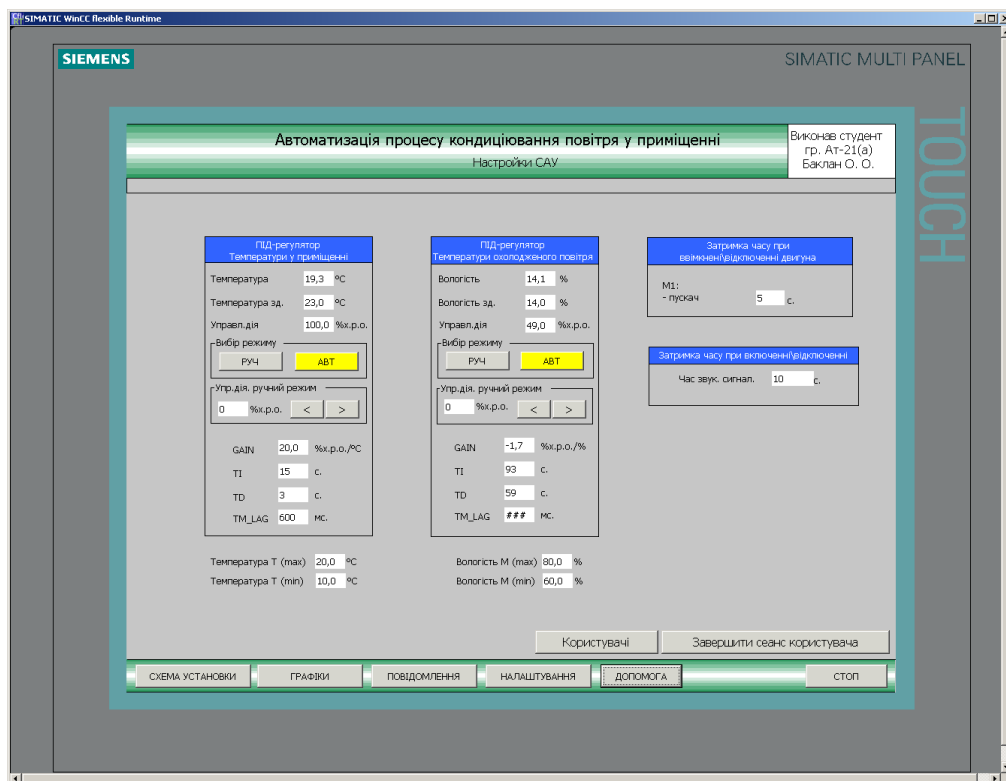 SIMATIC WinCC flexible Runtime
SIEMENS
SIMATIC MULTI PANEL
TOUCH
Автоматизація процесу кондиціювання повітря у приміщенні
Настройки САУ
Виконав студент
гр. Ат-21(а)
Баклан О. О.
ПІД-регулятор
Температури у приміщенні
Температура 19,3 ºC
Температура зд. 23,0 ºC
Управл.дія 100,0 %х.р.о.
Вибір режиму
РУЧ АВТ
Упр.дія. ручний режим
0 %х.р.о. < >
GAIN 20,0 %х.р.о./ºC
TI 15 с.
TD 3 с.
TM_LAG 600 мс.
Температура Т (max) 20,0 ºC
Температура Т (min) 10,0 ºC
ПІД-регулятор
Температури охолодженого повітря
Вологість 14,1 %
Вологість зд. 14,0 %
Управл.дія 49,0 %х.р.о.
Вибір режиму
РУЧ АВТ
Упр.дія. ручний режим
0 %х.р.о. < >
GAIN -1,7 %х.р.о./%
TI 93 с.
TD 59 с.
TM_LAG ### мс.
Вологість М (max) 80,0 %
Вологість М (min) 60,0 %
Затримка часу при
ввімкнені\відключенні двигуна
М1:
- пускач 5 с.
Затримка часу при включенні\відключенні
Час звук. сигнал. 10 с.
Користувачі Завершити сеанс користувача
СХЕМА УСТАНОВКИ ГРАФІКИ ПОВІДОМЛЕННЯ НАЛАШТУВАННЯ ДОПОМОГА СТОП